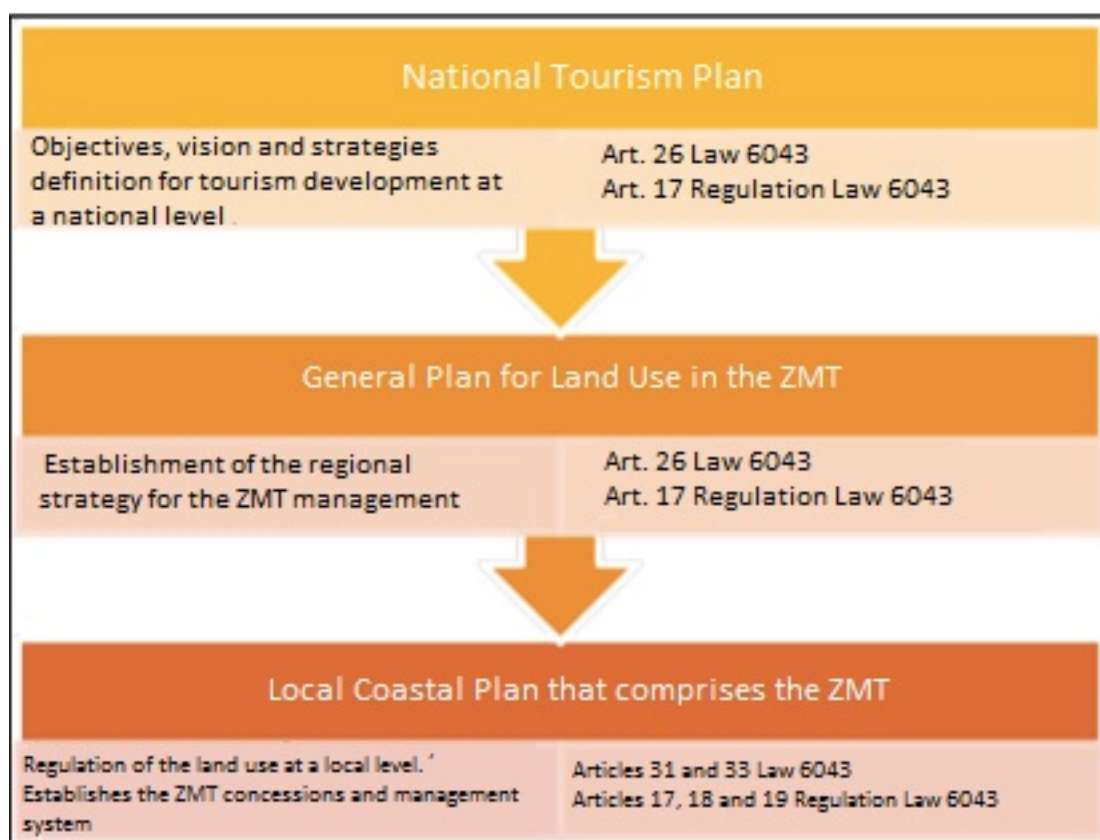 National Tourism Plan
Objectives, vision and strategies
definition for tourism development at
a national level .
Art. 26 Law 6043
Art. 17 Regulation Law 6043
General Plan for Land Use in the ZMT
Establishment of the regional
strategy for the ZMT management
Art. 26 Law 6043
Art. 17 Regulation Law 6043
Local Coastal Plan that comprises the ZMT
Regulation of the land use at a local level. ´
Establishes the ZMT concessions and management
system
Articles 31 and 33 Law 6043
Articles 17, 18 and 19 Regulation Law 6043